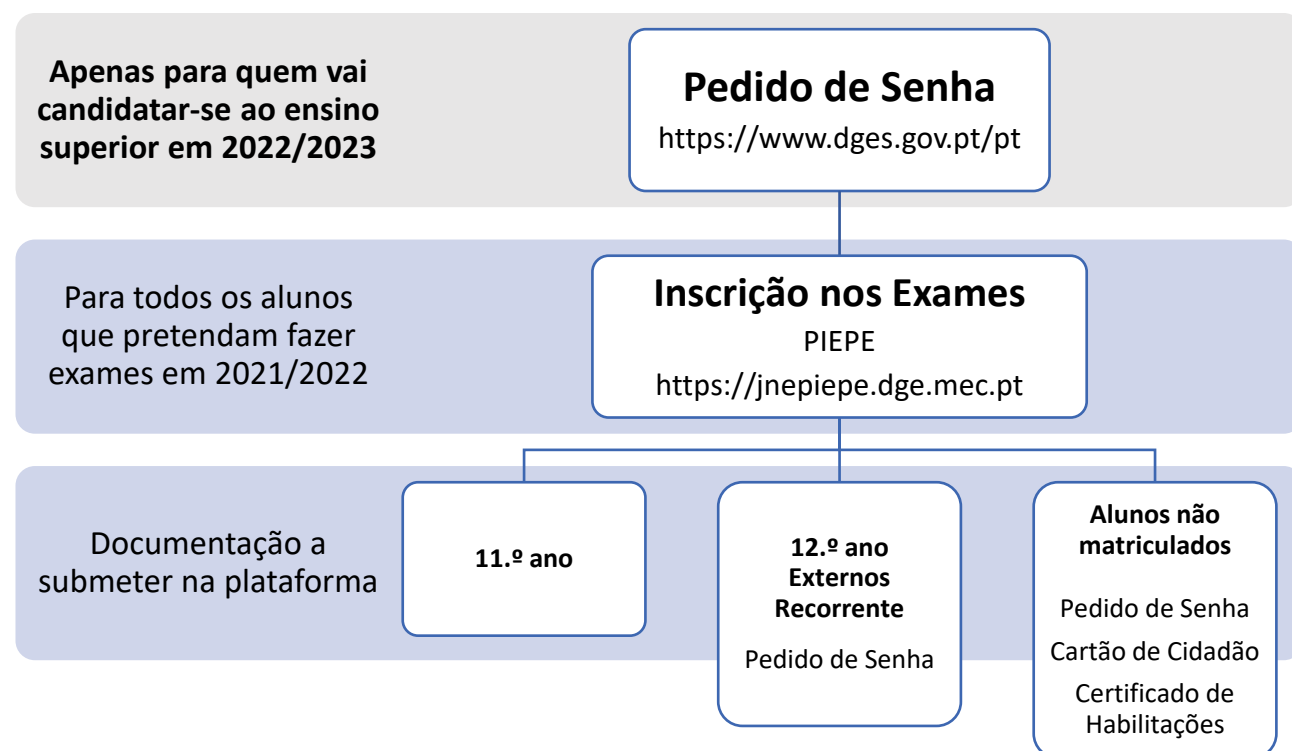 Apenas para quem vai
candidatar-se ao ensino
superior em 2022/2023
Pedido de Senha
https://www.dges.gov.pt/pt
Para todos os alunos
que pretendam fazer
exames em 2021/2022
Inscrição nos Exames
PIEPE
https://jnepiepe.dge.mec.pt
Documentação a
submeter na plataforma
11.º ano
12.º ano
Externos
Recorrente
Pedido de Senha
Alunos não
matriculados
Pedido de Senha
Cartão de Cidadão
Certificado de
Habilitações